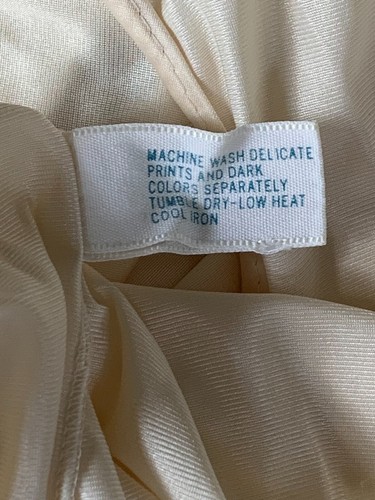 MACHINE WASH DELICATE
PRINTS AND DARK
COLORS SEPARATELY
TUMBLE DRY-LOW HEAT
COOL IRON